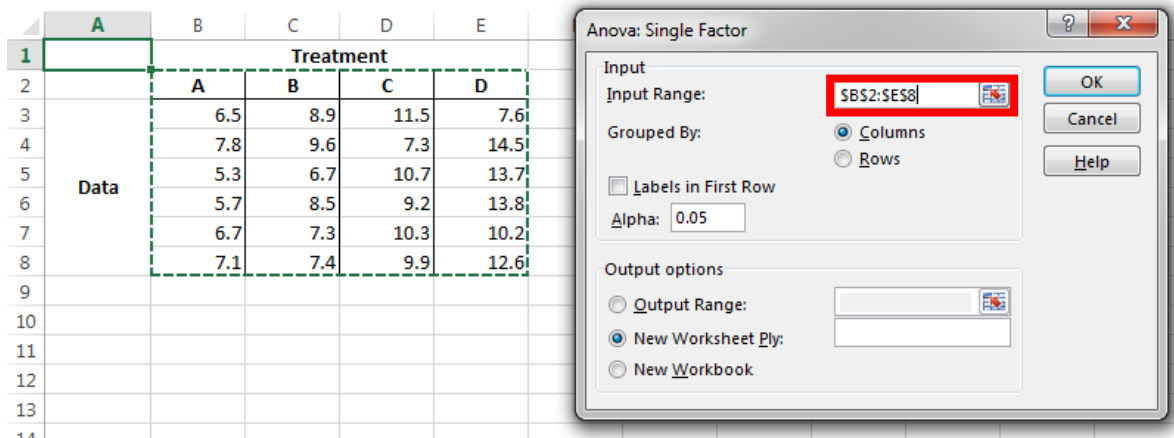 A B C D E
1 Treatment
2 A B C D
3 6.5 8.9 11.5 7.6
4 7.8 9.6 7.3 14.5
5 5.3 6.7 10.7 13.7
Data
6 5.7 8.5 9.2 13.8
7 6.7 7.3 10.3 10.2
8 7.1 7.4 9.9 12.6
9
10
11
12
13
14
Anova: Single Factor
?
X
Input
Input Range: $B$2:$E$8
Grouped By: Columns
Rows
Labels in First Row
Alpha: 0.05
Output options
Output Range:
New Worksheet Ply:
New Workbook
OK
Cancel
Help